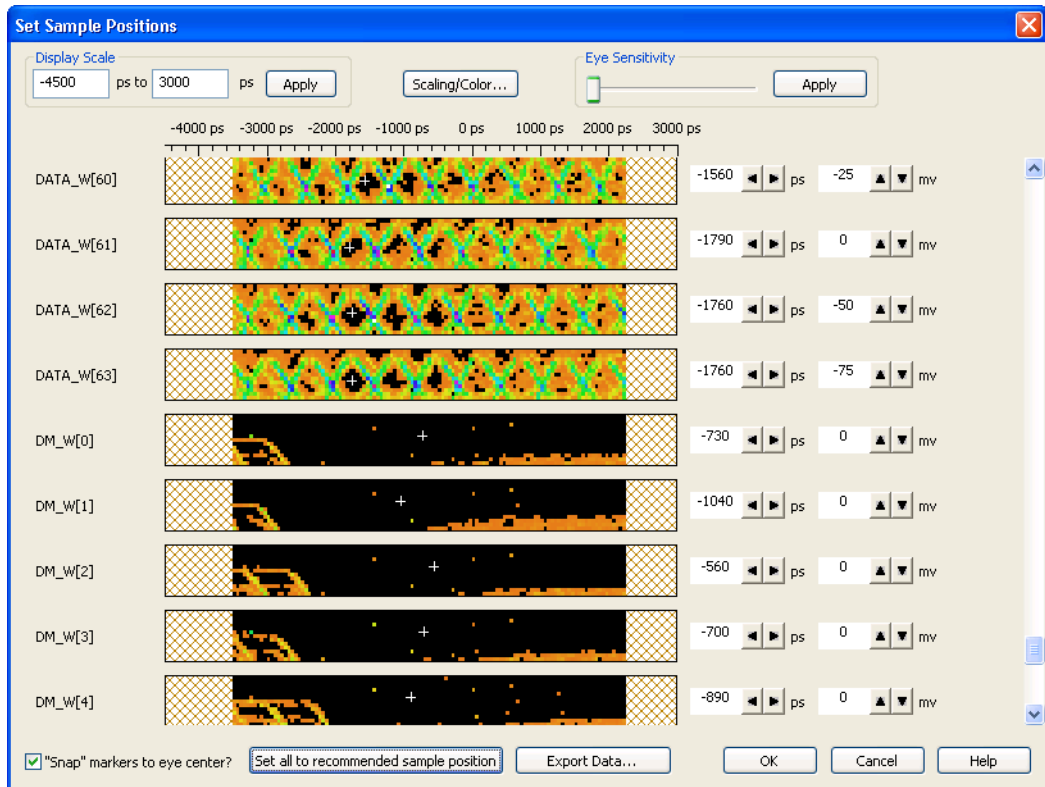 Set Sample Positions
Display Scale
Eye Sensitivity
-4500 ps to 3000 ps Apply Scaling/Color... Apply
-4000 ps -3000 ps -2000 ps -1000 ps 0 ps 1000 ps 2000 ps 3000 ps
DATA_W[60] -1560 ps -25 mv
DATA_W[61] -1790 ps 0 mv
DATA_W[62] -1760 ps -50 mv
DATA_W[63] -1760 ps -75 mv
DM_W[0] -730 ps 0 mv
DM_W[1] -1040 ps 0 mv
DM_W[2] -560 ps 0 mv
DM_W[3] -700 ps 0 mv
DM_W[4] -890 ps 0 mv
"Snap" markers to eye center? Set all to recommended sample position Export Data... OK Cancel Help